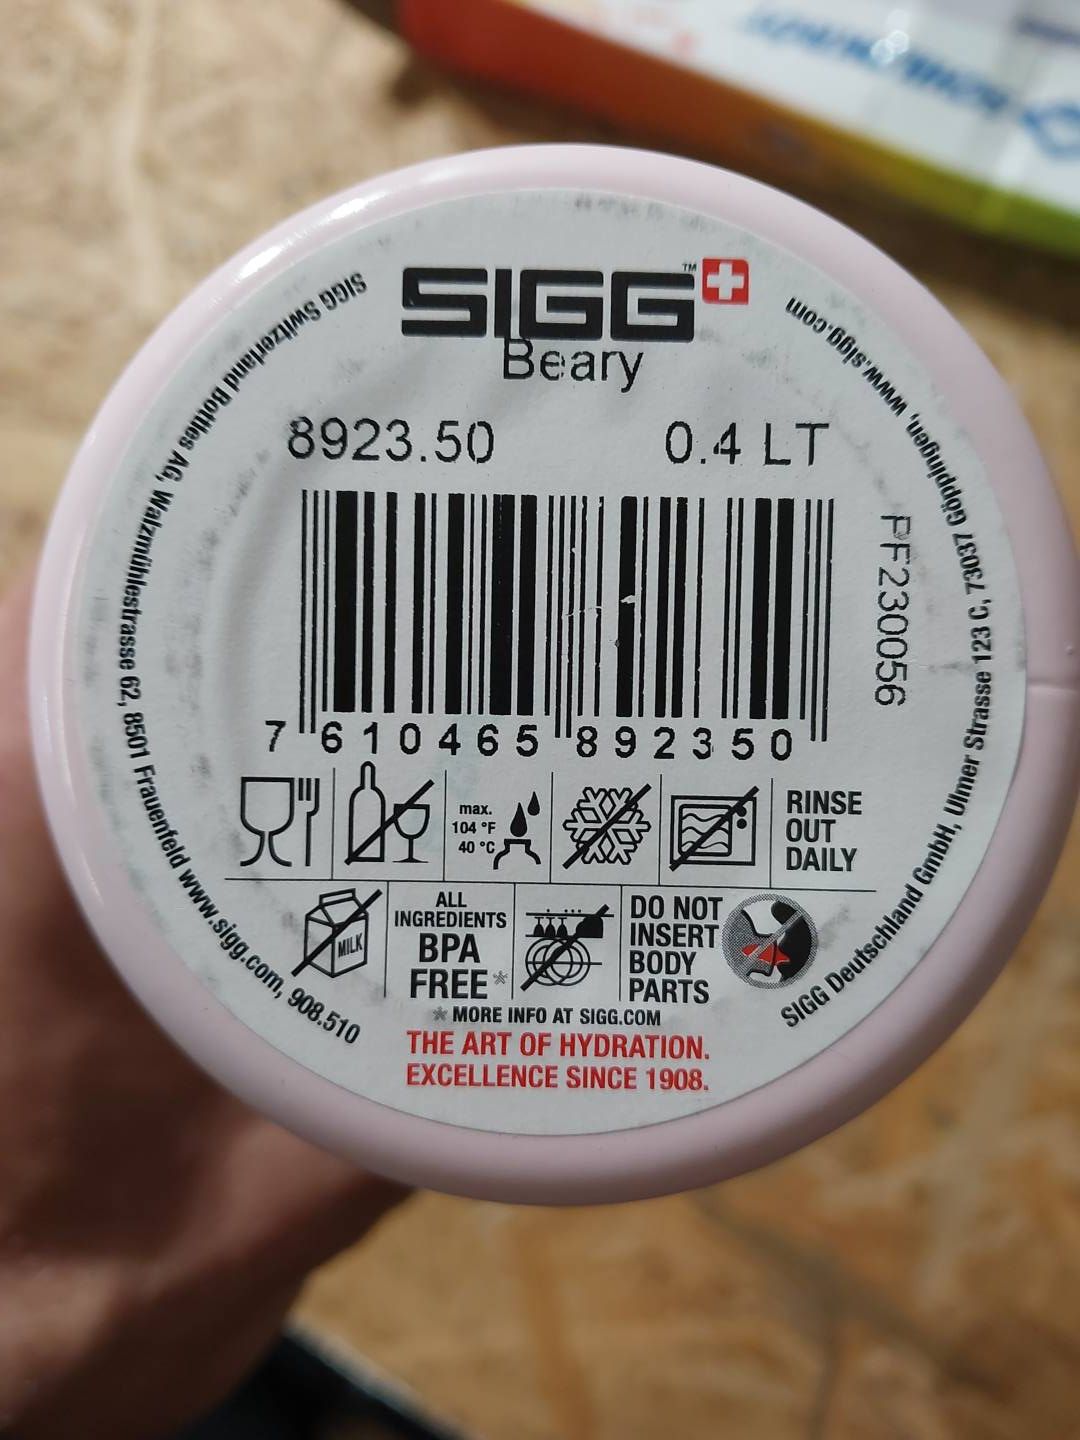 SIGG™
Beary
8923.50 0.4 LT
7 610465 892350
PF230056
max.
104 °F
40 °C
RINSE
OUT
DAILY
MILK
ALL
INGREDIENTS
BPA
FREE*
DO NOT
INSERT
BODY
PARTS
* MORE INFO AT SIGG.COM
THE ART OF HYDRATION.
EXCELLENCE SINCE 1908.
SIGG Switzerland Bottles AG, Walzmühlestrasse 62, 8501 Frauenfeld www.sigg.com, 908.510
SIGG Deutschland GmbH, Ulmer Strasse 123 C, 73037 Göppingen, www.sigg.com